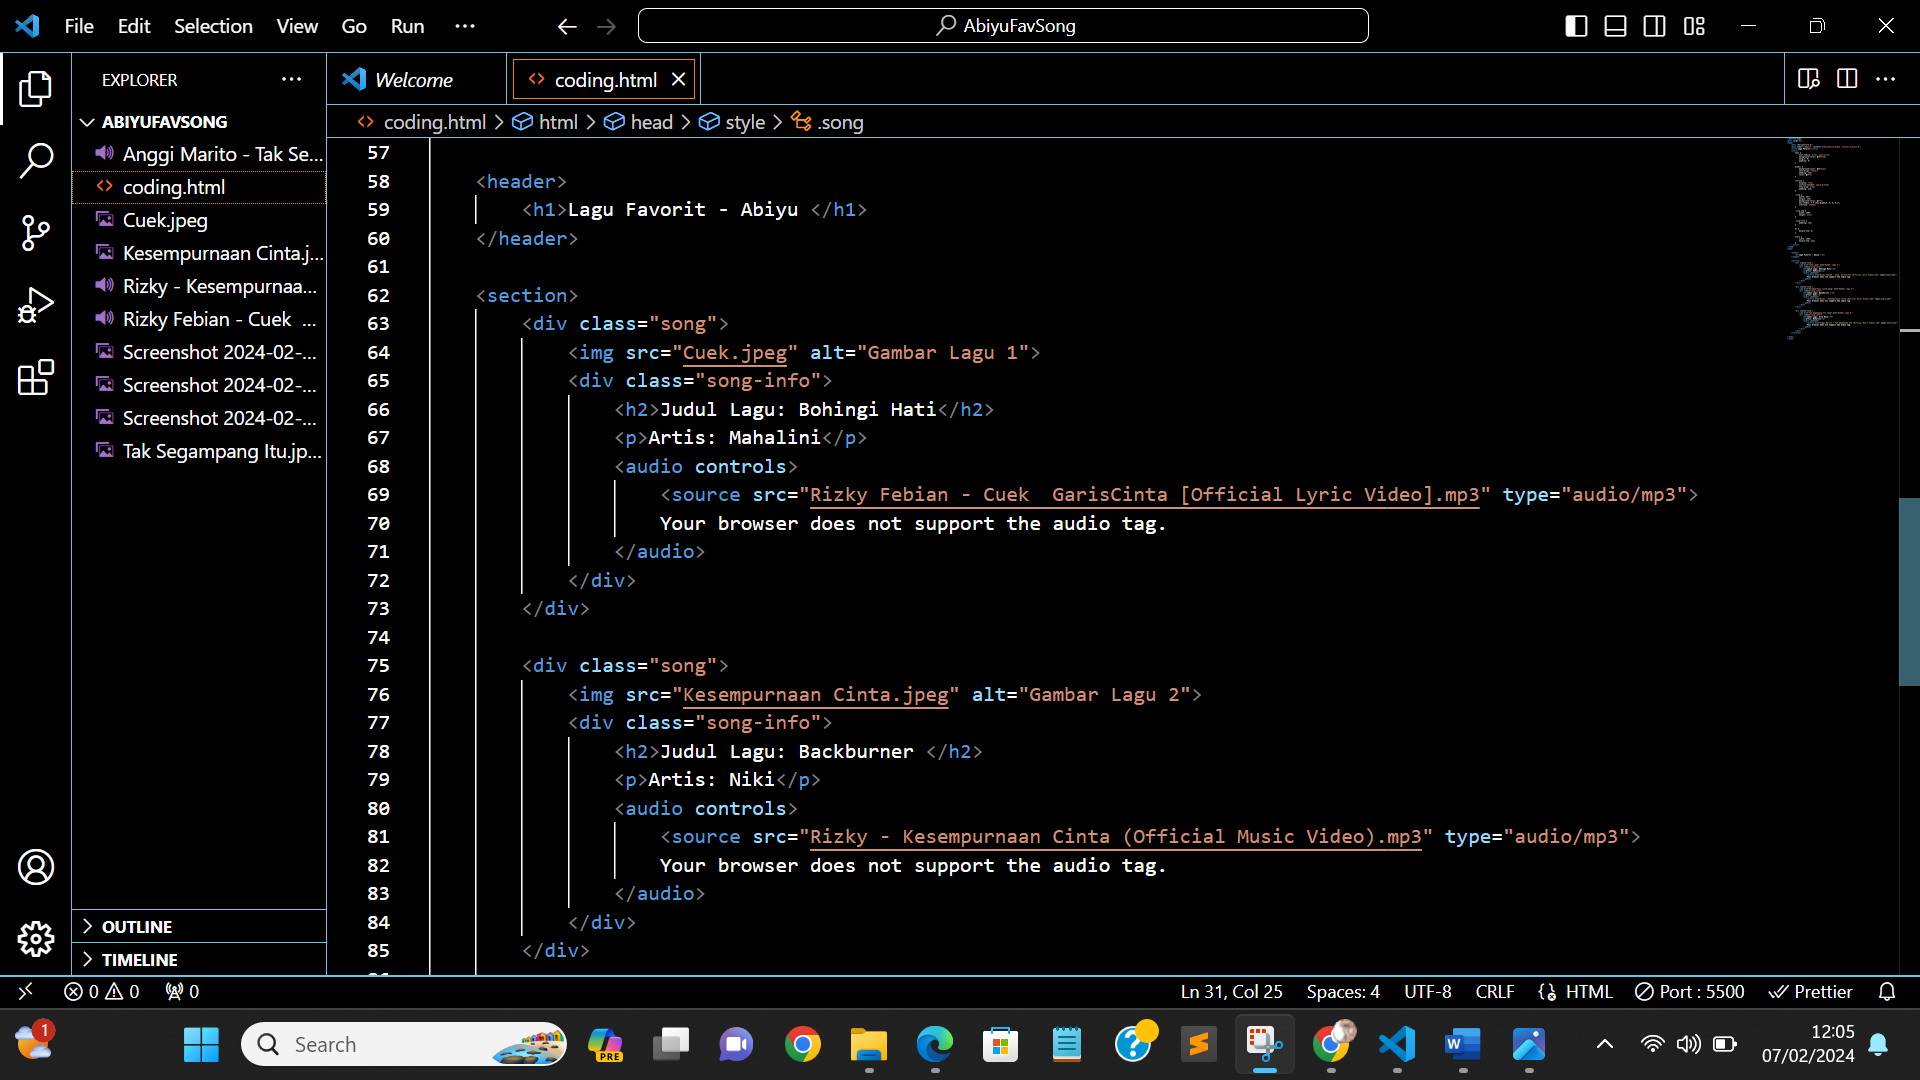 File Edit Selection View Go Run ···
AbiyuFavSong
EXPLORER
Welcome
coding.html
ABIYUFAVSONG
coding.html > html > head > style > .song
Anggi Marito - Tak Se...
coding.html
Cuek.jpeg
Kesempurnaan Cinta.j...
Rizky - Kesempurnaa...
Rizky Febian - Cuek ...
Screenshot 2024-02-...
Screenshot 2024-02-...
Screenshot 2024-02-...
Tak Segampang Itu.jp...
OUTLINE
TIMELINE
57
58 <header>
59 <h1>Lagu Favorit - Abiyu </h1>
60 </header>
61
62 <section>
63 <div class="song">
64 <img src="Cuek.jpeg" alt="Gambar Lagu 1">
65 <div class="song-info">
66 <h2>Judul Lagu: Bohingi Hati</h2>
67 <p>Artis: Mahalini</p>
68 <audio controls>
69 <source src="Rizky Febian - Cuek  GarisCinta [Official Lyric Video].mp3" type="audio/mp3">
70 Your browser does not support the audio tag.
71 </audio>
72 </div>
73 </div>
74
75 <div class="song">
76 <img src="Kesempurnaan Cinta.jpeg" alt="Gambar Lagu 2">
77 <div class="song-info">
78 <h2>Judul Lagu: Backburner </h2>
79 <p>Artis: Niki</p>
80 <audio controls>
81 <source src="Rizky - Kesempurnaan Cinta (Official Music Video).mp3" type="audio/mp3">
82 Your browser does not support the audio tag.
83 </audio>
84 </div>
85 </div>
0 0 0
Ln 31, Col 25 Spaces: 4 UTF-8 CRLF HTML Port : 5500 Prettier
1
Search
PRE
12:05
07/02/2024